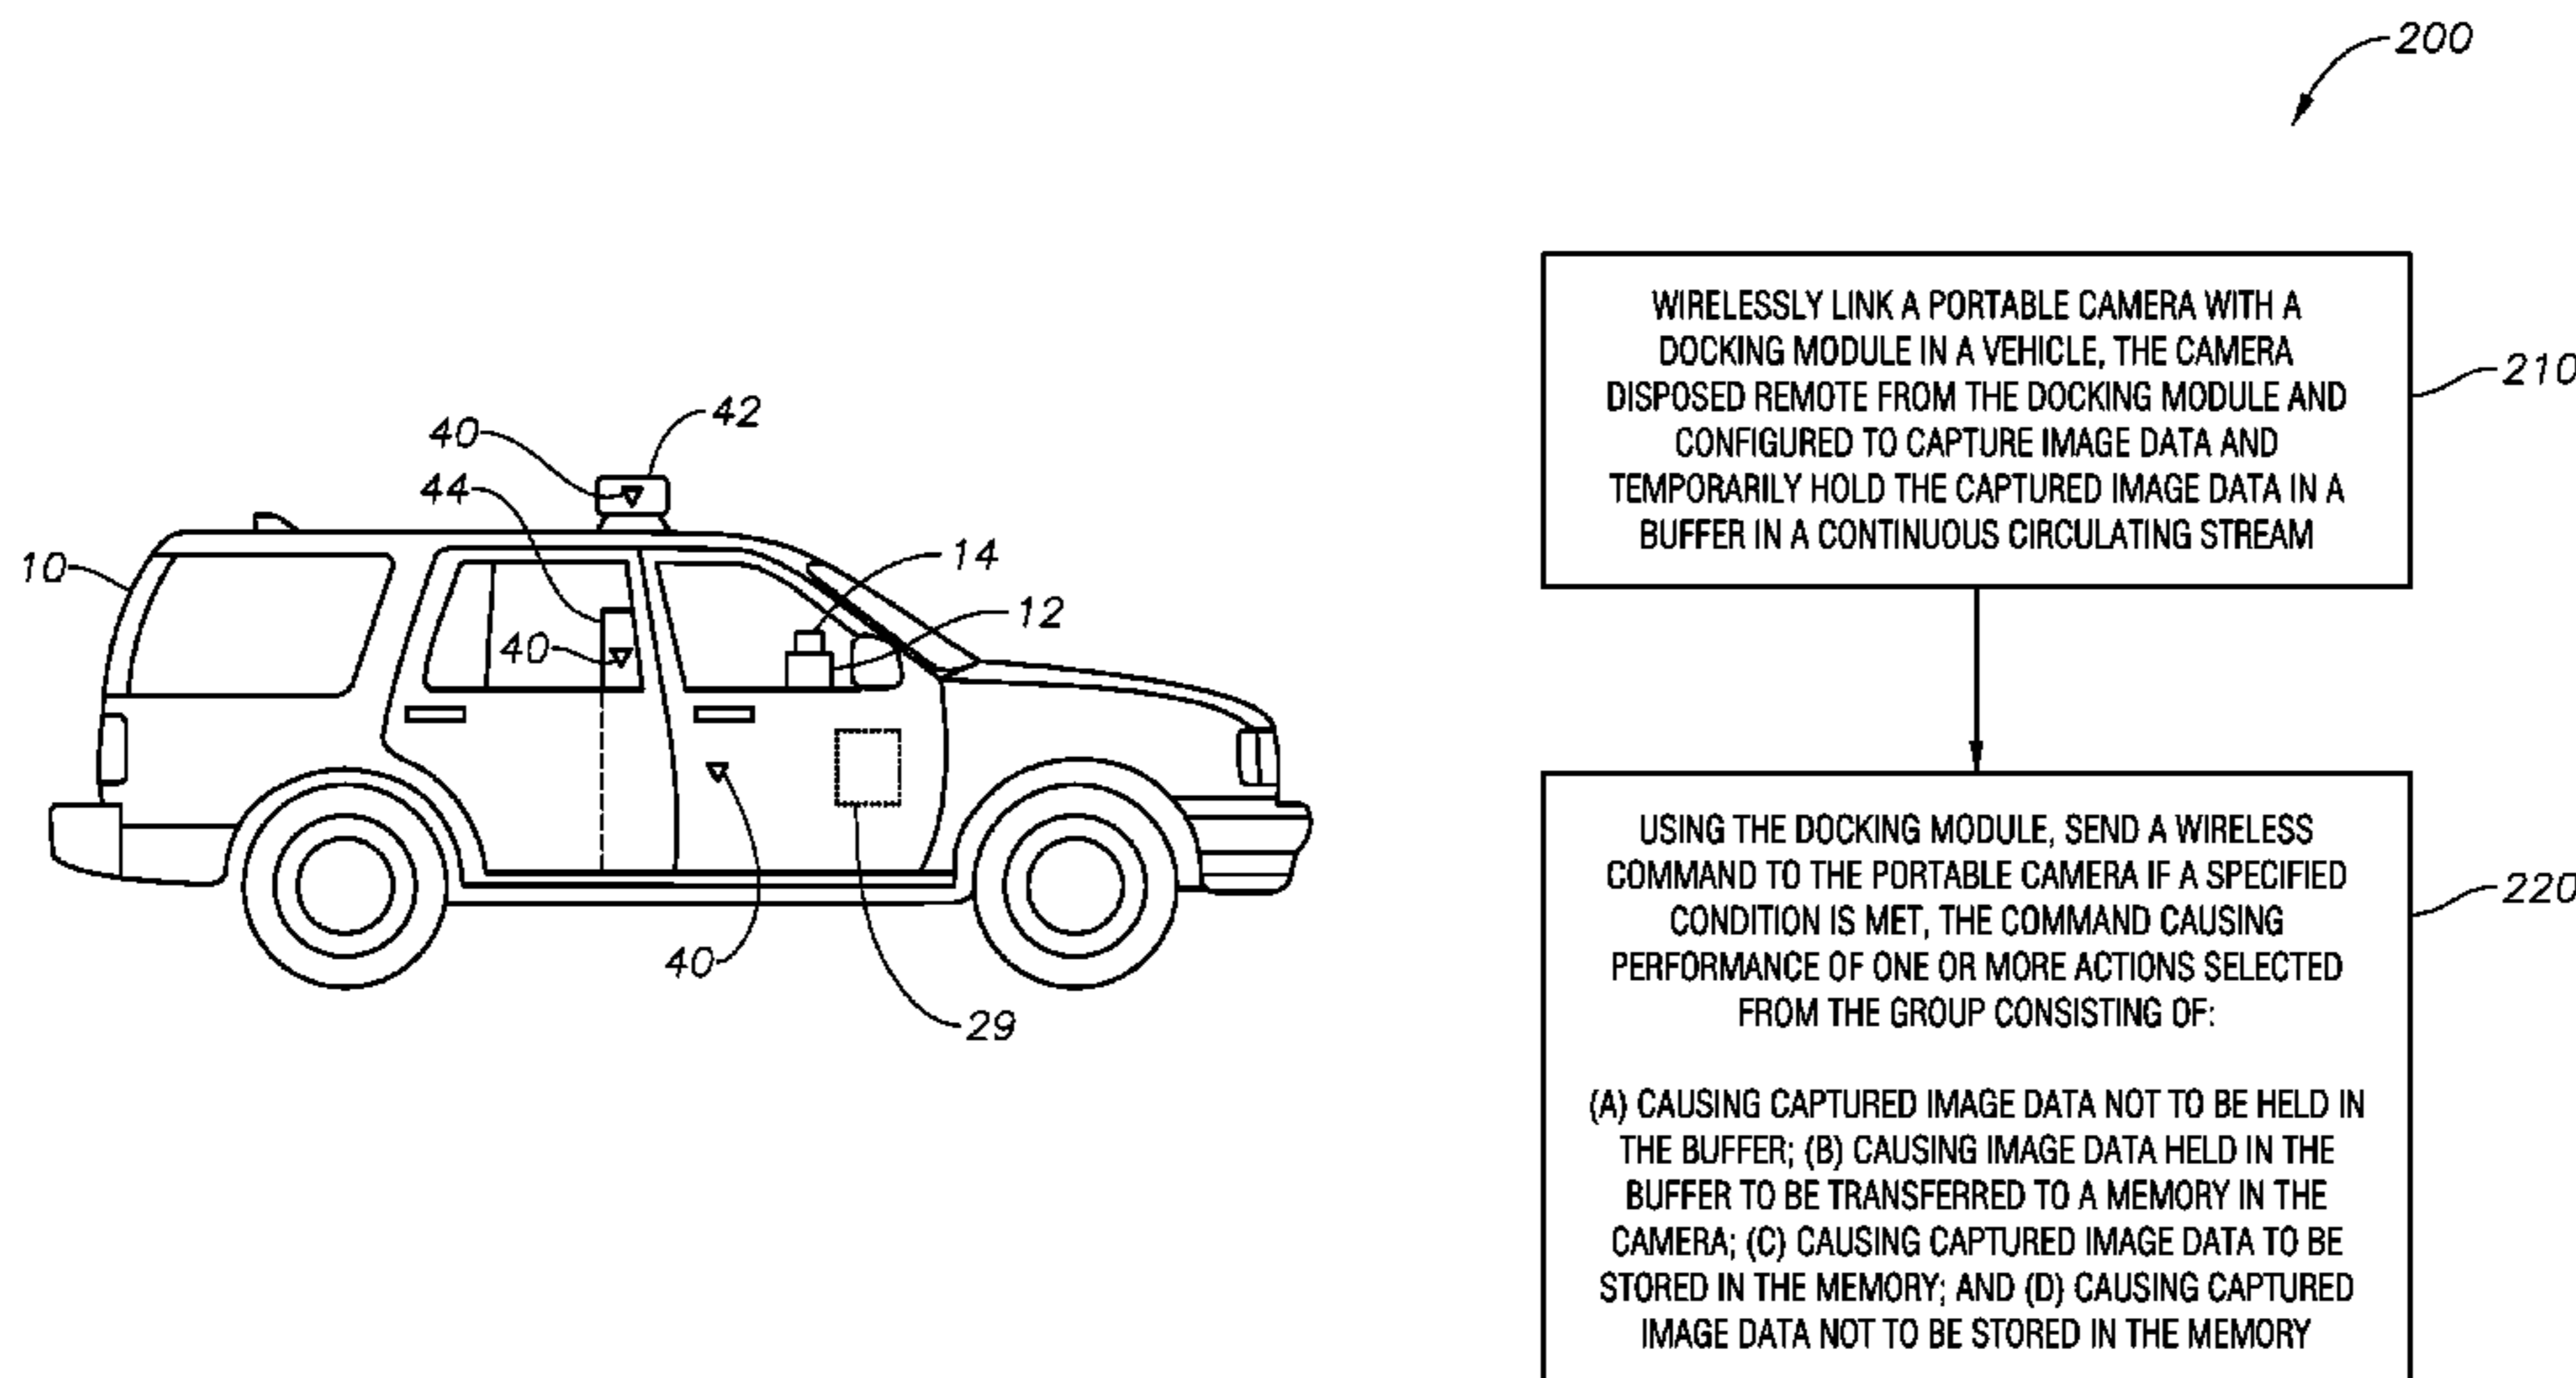 200
40
42
44
10
14
12
40
40
29
WIRELESSLY LINK A PORTABLE CAMERA WITH A
DOCKING MODULE IN A VEHICLE, THE CAMERA
DISPOSED REMOTE FROM THE DOCKING MODULE AND
CONFIGURED TO CAPTURE IMAGE DATA AND
TEMPORARILY HOLD THE CAPTURED IMAGE DATA IN A
BUFFER IN A CONTINUOUS CIRCULATING STREAM
210
USING THE DOCKING MODULE, SEND A WIRELESS
COMMAND TO THE PORTABLE CAMERA IF A SPECIFIED
CONDITION IS MET, THE COMMAND CAUSING
PERFORMANCE OF ONE OR MORE ACTIONS SELECTED
FROM THE GROUP CONSISTING OF:
(A) CAUSING CAPTURED IMAGE DATA NOT TO BE HELD IN
THE BUFFER; (B) CAUSING IMAGE DATA HELD IN THE
BUFFER TO BE TRANSFERRED TO A MEMORY IN THE
CAMERA; (C) CAUSING CAPTURED IMAGE DATA TO BE
STORED IN THE MEMORY; AND (D) CAUSING CAPTURED
IMAGE DATA NOT TO BE STORED IN THE MEMORY
220